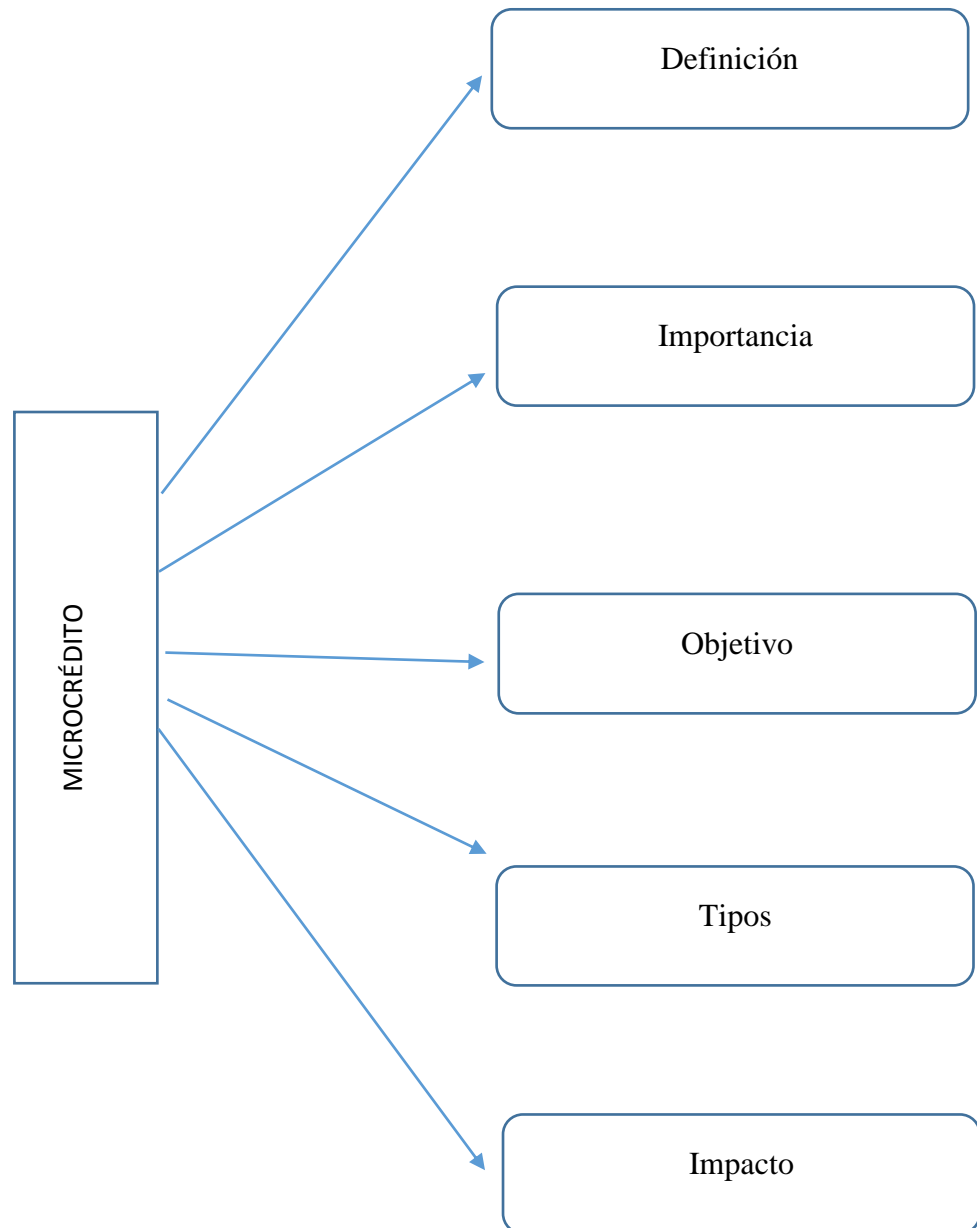 MICROCRÉDITO
Definición
Importancia
Objetivo
Tipos
Impacto